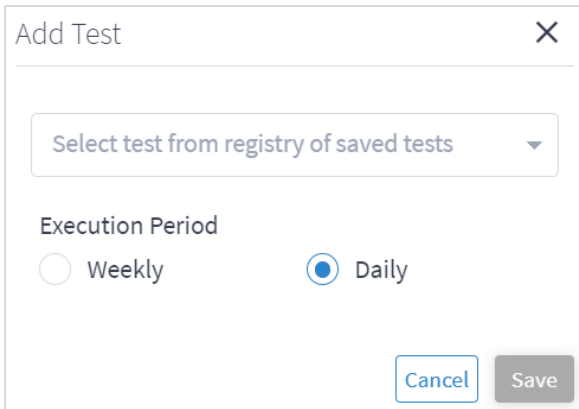 Add Test
Select test from registry of saved tests
Execution Period
Weekly Daily
Cancel Save